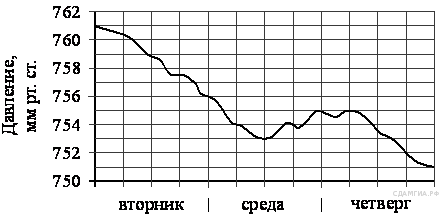 Давление,
мм рт. ст.
762
760
758
756
754
752
750
вторник | среда | четверг
СДАМГИА.РФ